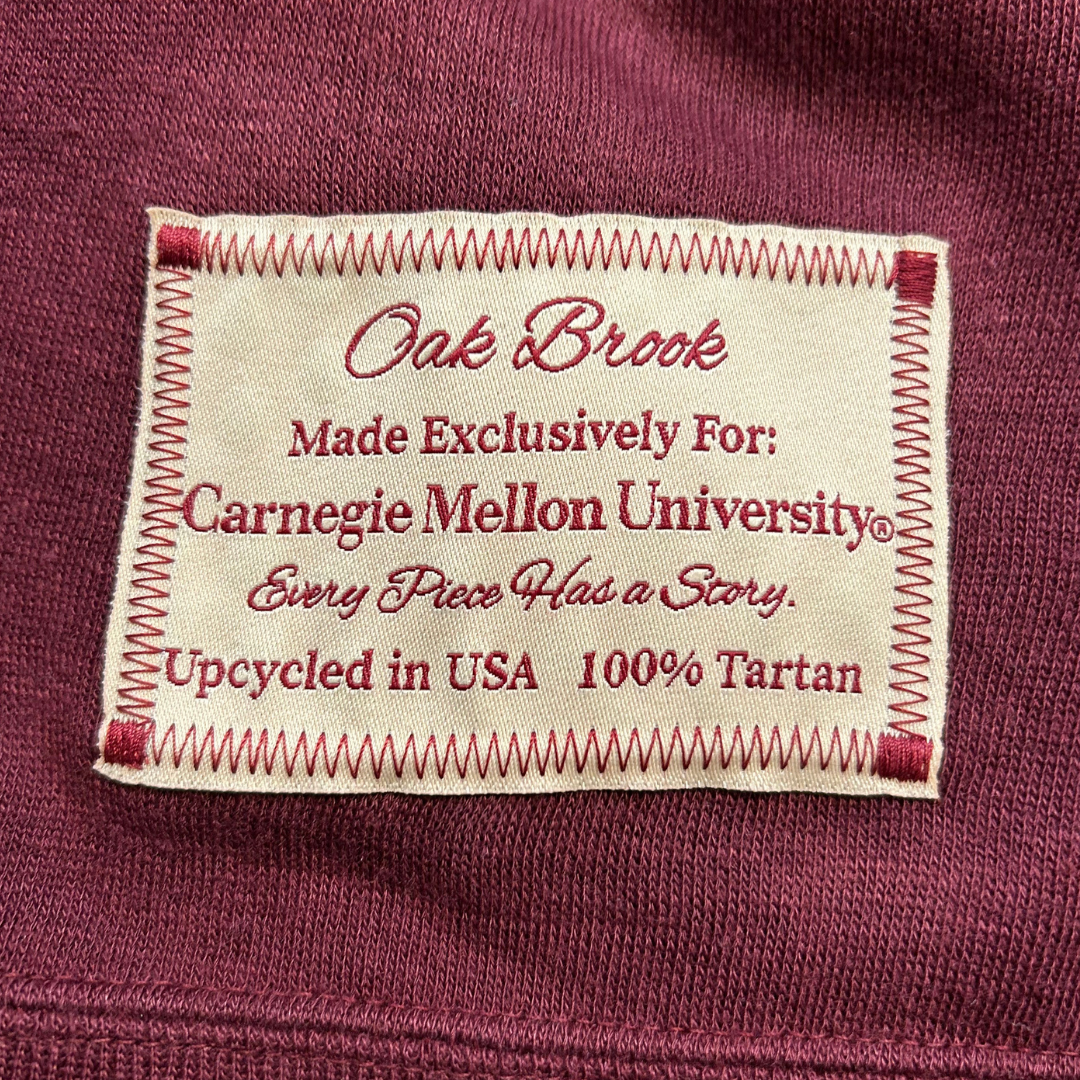 Oak Brook
Made Exclusively For:
Carnegie Mellon University®
Every Piece Has a Story.
Upcycled in USA 100% Tartan